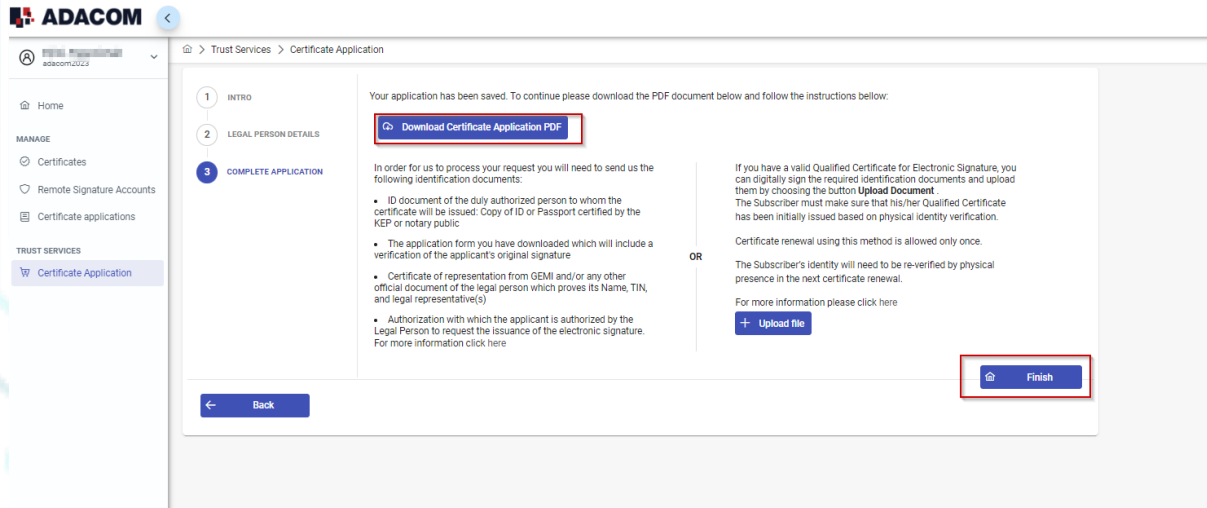 ADACOM
adacom2023
Home
MANAGE
Certificates
Remote Signature Accounts
Certificate applications
TRUST SERVICES
Certificate Application
Trust Services > Certificate Application
1 INTRO
2 LEGAL PERSON DETAILS
3 COMPLETE APPLICATION
Your application has been saved. To continue please download the PDF document below and follow the instructions bellow:
Download Certificate Application PDF
In order for us to process your request you will need to send us the
following identification documents:
• ID document of the duly authorized person to whom the
certificate will be issued: Copy of ID or Passport certified by the
KEP or notary public
• The application form you have downloaded which will include a
verification of the applicant's original signature
• Certificate of representation from GEMI and/or any other
official document of the legal person which proves its Name, TIN,
and legal representative(s)
• Authorization with which the applicant is authorized by the
Legal Person to request the issuance of the electronic signature.
For more information click here
OR
If you have a valid Qualified Certificate for Electronic Signature, you
can digitally sign the required identification documents and upload
them by choosing the button Upload Document .
The Subscriber must make sure that his/her Qualified Certificate
has been initially issued based on physical identity verification.
Certificate renewal using this method is allowed only once.
The Subscriber's identity will need to be re-verified by physical
presence in the next certificate renewal.
For more information please click here
+ Upload file
Finish
Back